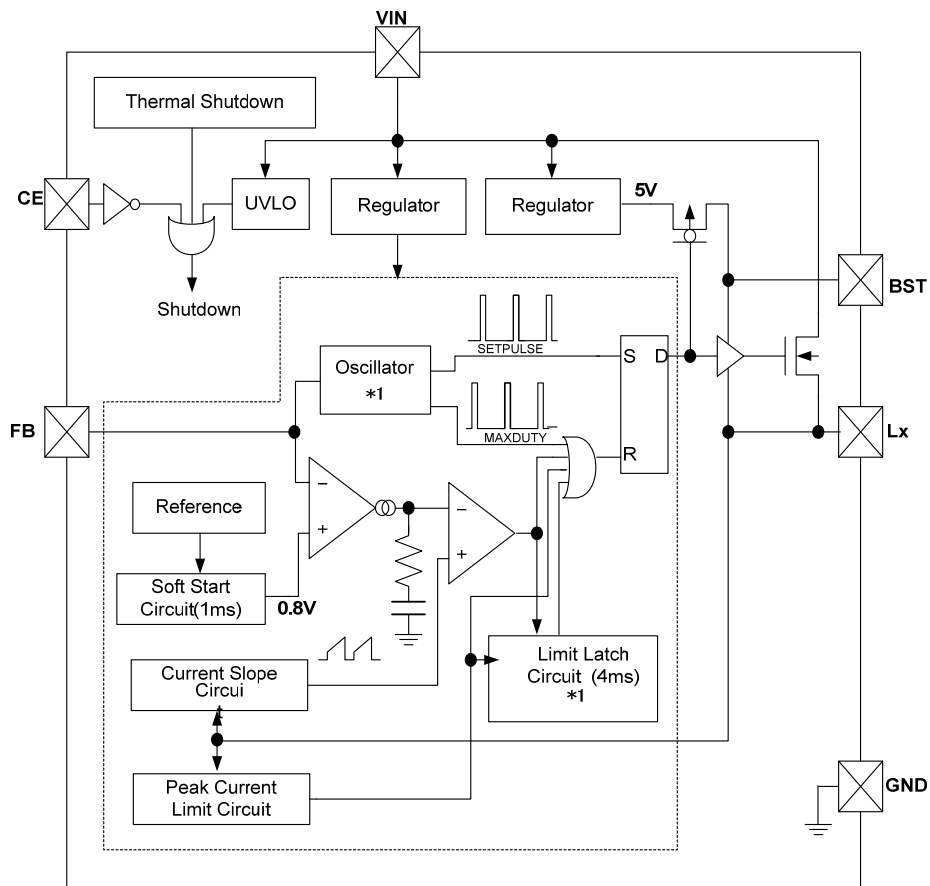 VIN
Thermal Shutdown
CE
UVLO
Regulator
Regulator
5V
Shutdown
BST
SETPULSE
Oscillator
*1
S
D
MAXDUTY
FB
Lx
R
−
−
Reference
+
+
Soft Start
Circuit(1ms)
0.8V
Limit Latch
Circuit (4ms)
*1
Current Slope
Circui
t
Peak Current
Limit Circuit
GND